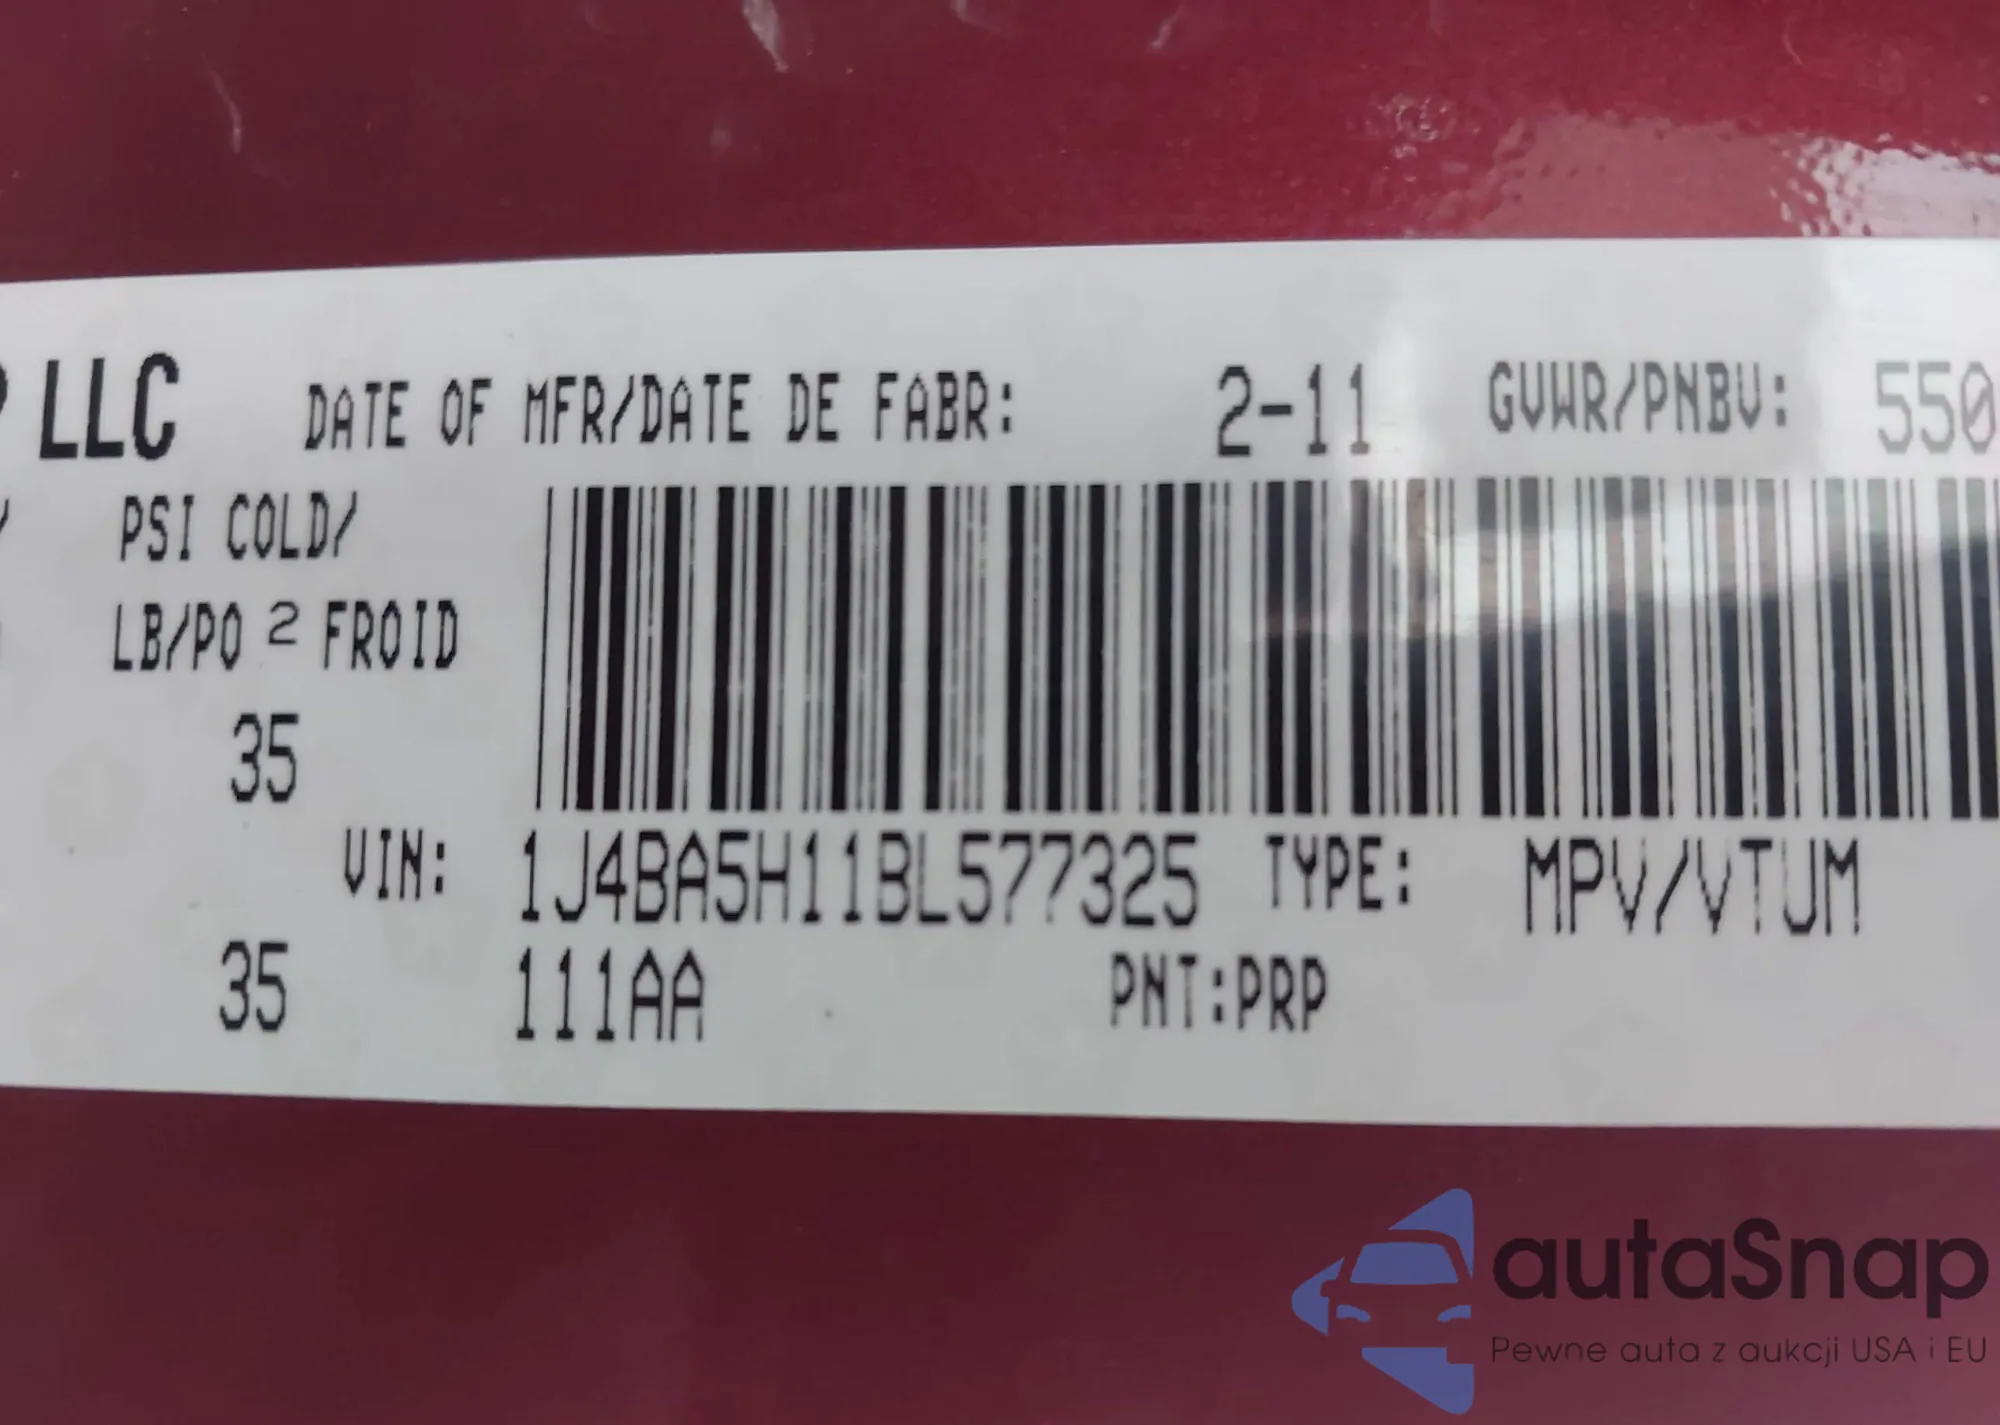 LLC DATE OF MFR/DATE DE FABR: 2-11 GVWR/PNBV: 550
PSI COLD/
LB/PO 2 FROID
35
VIN: 1J4BA5H11BL577325 TYPE: MPV/VTUM
35 111AA PNT:PRP
autaSnap
Pewne auta z aukcji USA i EU